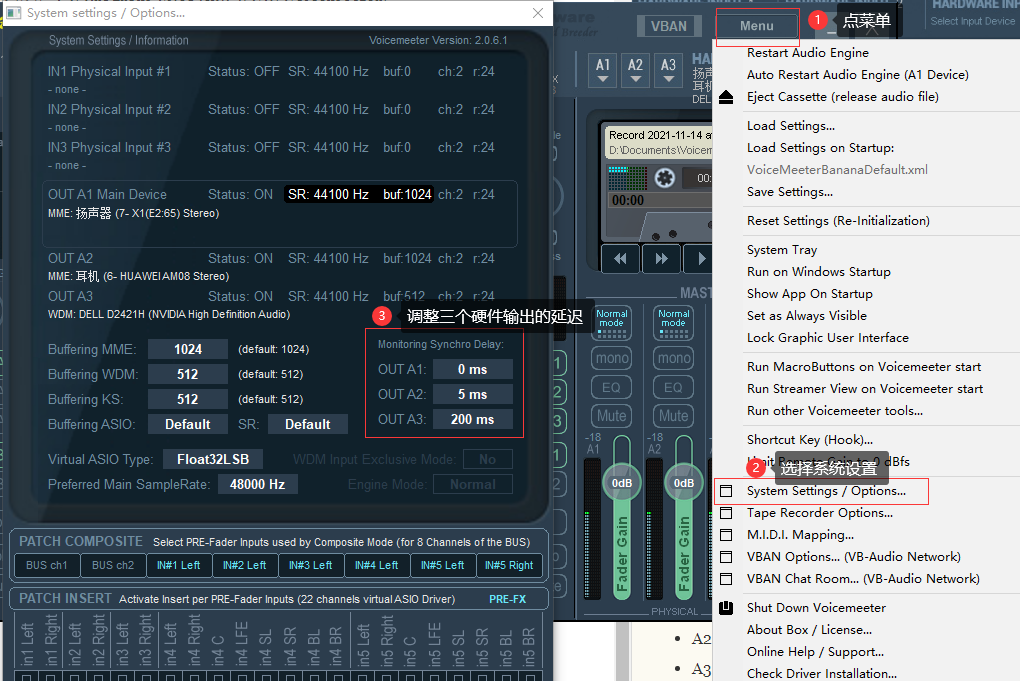 System settings / Options...
System Settings / Information
Voicemeeter Version: 2.0.6.1
IN1 Physical Input #1 Status: OFF SR: 44100 Hz buf:0 ch:2 r:24
- none -
IN2 Physical Input #2 Status: OFF SR: 44100 Hz buf:0 ch:2 r:24
- none -
IN3 Physical Input #3 Status: OFF SR: 44100 Hz buf:0 ch:2 r:24
- none -
OUT A1 Main Device Status: ON SR: 44100 Hz buf:1024 ch:2 r:24
MME: 扬声器 (7- X1(E2:65) Stereo)
OUT A2 Status: ON SR: 44100 Hz buf:1024 ch:2 r:24
MME: 耳机 (6- HUAWEI AM08 Stereo)
OUT A3 Status: ON SR: 44100 Hz buf:512 ch:2 r:24
WDM: DELL D2421H (NVIDIA High Definition Audio)
3 调整三个硬件输出的延迟
Buffering MME: 1024 (default: 1024)
Buffering WDM: 512 (default: 512)
Buffering KS: 512 (default: 512)
Buffering ASIO: Default SR: Default
Monitoring Synchro Delay:
OUT A1: 0 ms
OUT A2: 5 ms
OUT A3: 200 ms
Virtual ASIO Type: Float32LSB WDM Input Exclusive Mode: No
Preferred Main SampleRate: 48000 Hz Engine Mode: Normal
PATCH COMPOSITE Select PRE-Fader Inputs used by Composite Mode (for 8 Channels of the BUS)
BUS ch1 BUS ch2 IN#1 Left IN#2 Left IN#3 Left IN#4 Left IN#5 Left IN#5 Right
PATCH INSERT Activate Insert per PRE-Fader Inputs (22 channels virtual ASIO Driver) PRE-FX
in1 Left in1 Right in2 Left in2 Right in3 Left in3 Right in4 Left in4 Right in4 C in4 LFE in4 SL in4 SR in4 BL in4 BR in5 Left in5 Right in5 C in5 LFE in5 SL in5 SR in5 BL in5 BR
VBAN
Menu
1 点菜单
HARDWARE INP
Select Input Device
A1 A2 A3
HA
扬声
耳机
DEL
Record 2021-11-14 at
D:\Documents\Voicem
00:
00:00
MAST
Normal mode
Normal mode
mono mono
EQ EQ
Mute Mute
-18 -18
A1 A2
0dB 0dB
Fader Gain Fader Gain
PHYSICAL
Restart Audio Engine
Auto Restart Audio Engine (A1 Device)
Eject Cassette (release audio file)
Load Settings...
Load Settings on Startup:
VoiceMeeterBananaDefault.xml
Save Settings...
Reset Settings (Re-Initialization)
System Tray
Run on Windows Startup
Show App On Startup
Set as Always Visible
Lock Graphic User Interface
Run MacroButtons on Voicemeeter start
Run Streamer View on Voicemeeter start
Run other Voicemeeter tools...
Shortcut Key (Hook)...
Limit Remote Gain to 0 dBfs
2 选择系统设置
System Settings / Options...
Tape Recorder Options...
M.I.D.I. Mapping...
VBAN Options... (VB-Audio Network)
VBAN Chat Room... (VB-Audio Network)
Shut Down Voicemeeter
About Box / License...
Online Help / Support...
Check Driver Installation...
• A2
• A3